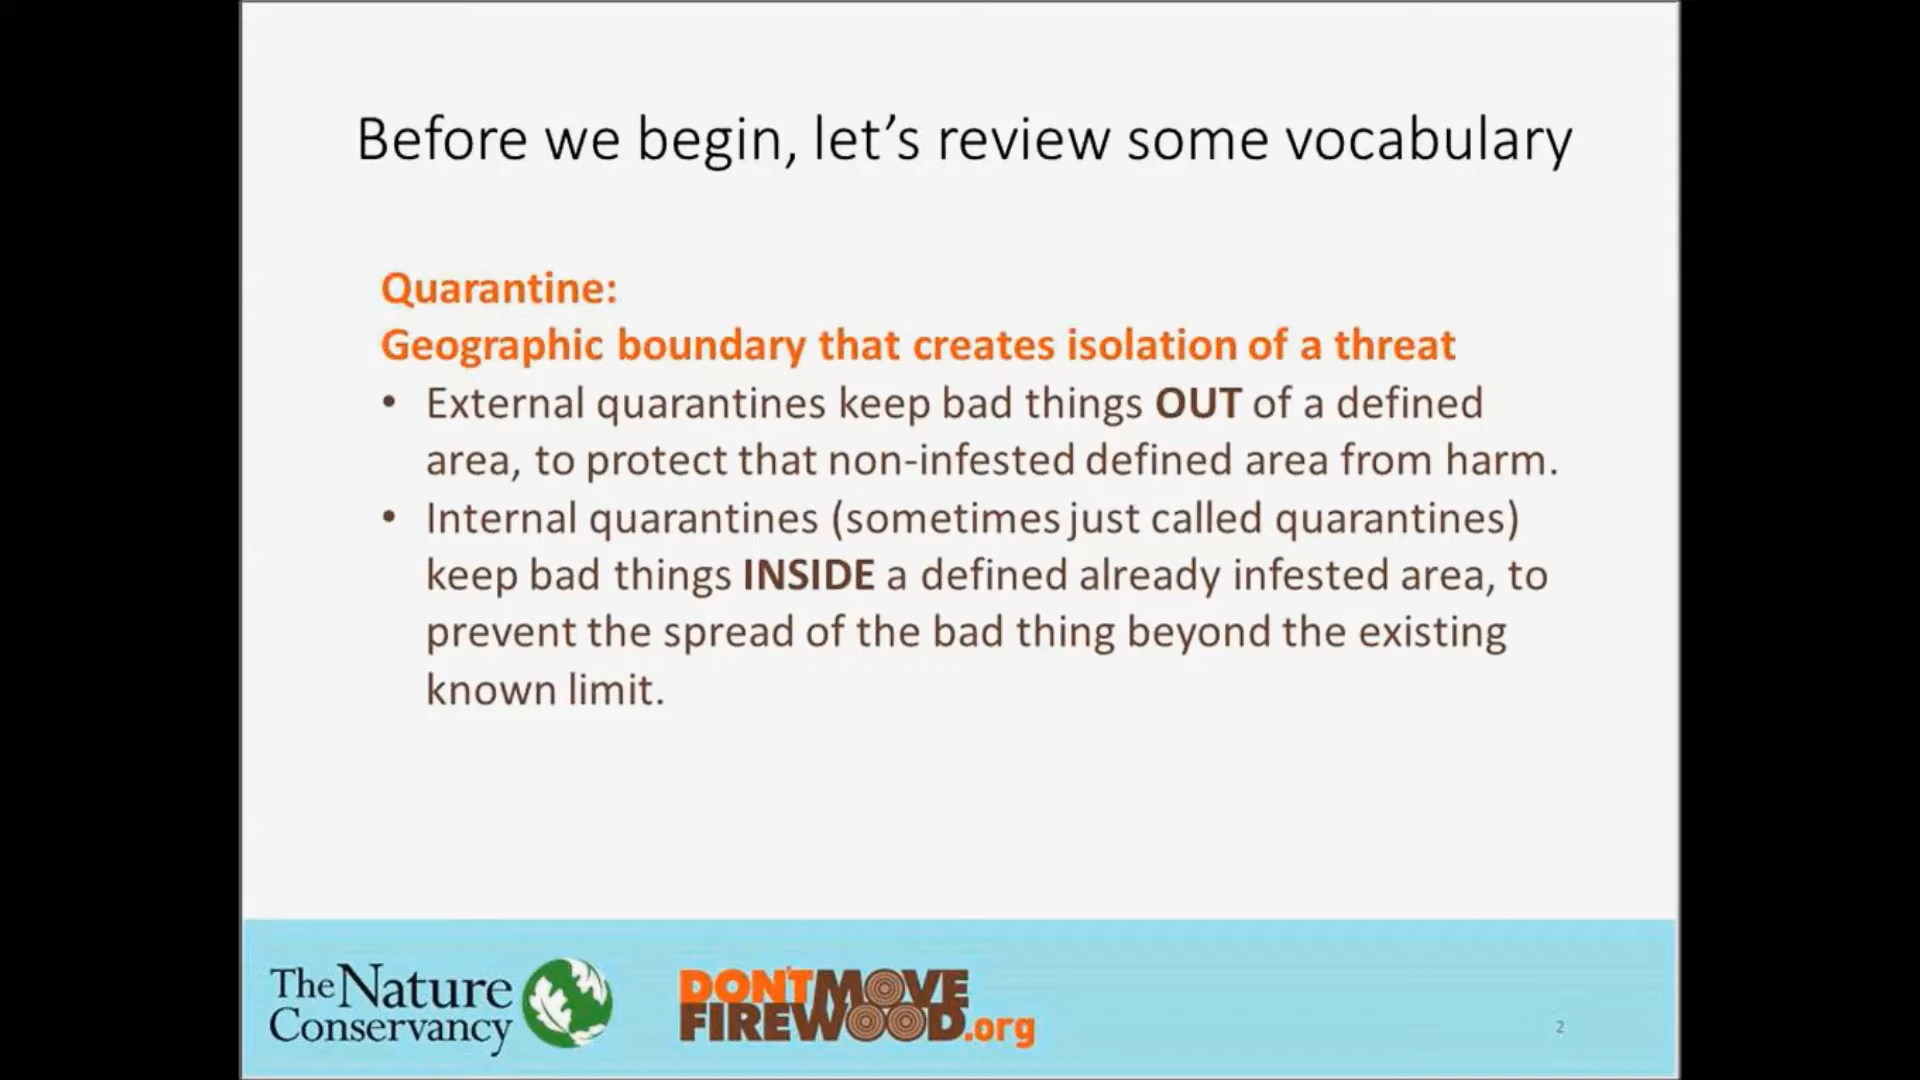 Before we begin, let’s review some vocabulary
Quarantine:
Geographic boundary that creates isolation of a threat
• External quarantines keep bad things OUT of a defined
area, to protect that non-infested defined area from harm.
• Internal quarantines (sometimes just called quarantines)
keep bad things INSIDE a defined already infested area, to
prevent the spread of the bad thing beyond the existing
known limit.
The Nature
Conservancy
DON'T MOVE
FIREWOOD.org
2